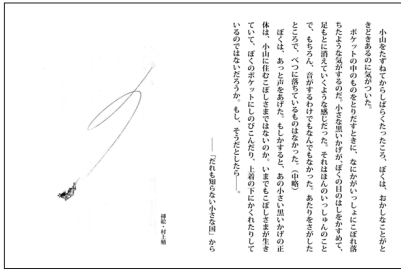 小山をたずねてからしばらくたったころ、ぼくは、おかしなことがと
きどきあるのに気がついた。
ポケットの中のものをとりだすときに、なにかがいっしょにこぼれ落
ちたような気がするのだ。小さな黒いかげが、ぼくの目のはしをかすめて、
足もとに消えていくような感じだった。それはほんのいっしゅんのこと
で、もちろん、音がするわけでもなんでもなかった。あたりをさがした
ところで、べつに落ちているものはなかった。(中略)
ぼくは、あっと声をあげた。もしかすると、あの小さい黒いかげの正
体は、小山に住むこぼしさまではないのか。いまでもこぼしさまが生き
ていて、ぼくのポケットにしのびこんだり、上着の下にかくれたりして
いるのではないだろうか。もし、そうだとしたら――。
――『だれも知らない小さな国』から
挿絵・村上勉